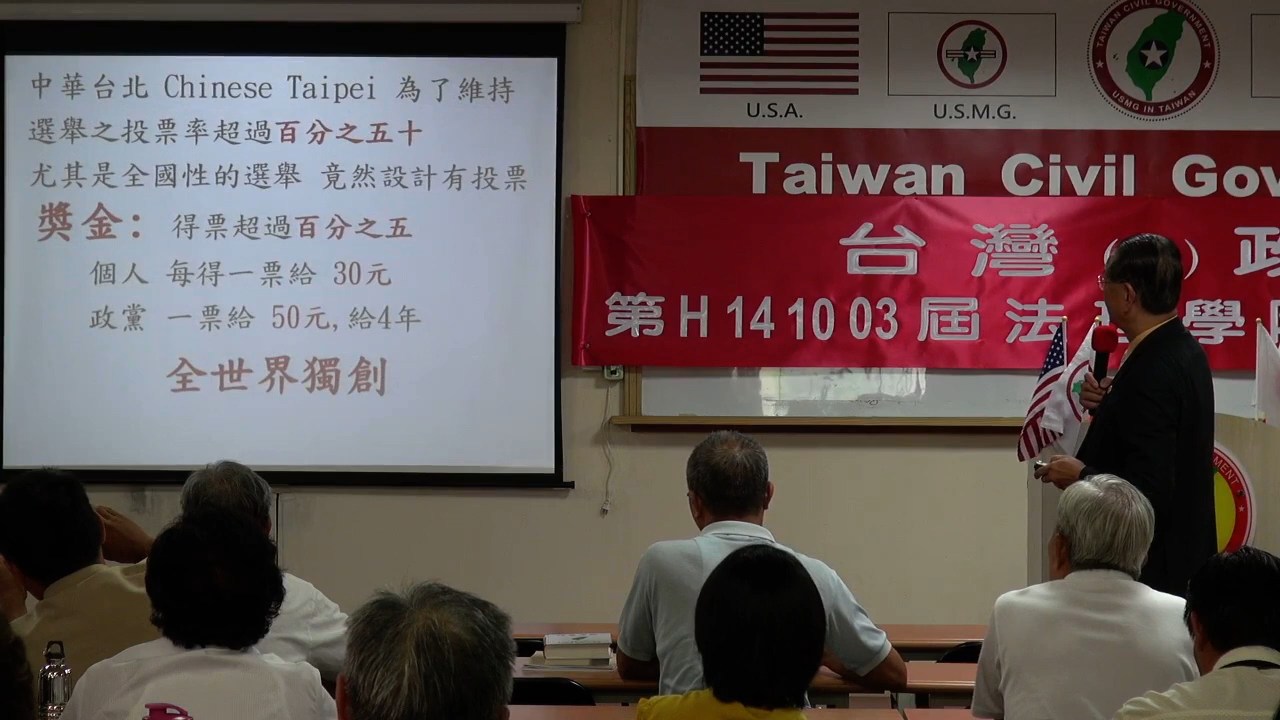 中華台北 Chinese Taipei 為了維持
選舉之投票率超過百分之五十
尤其是全國性的選舉 竟然設計有投票
獎金: 得票超過百分之五
個人 每得一票給 30元
政黨 一票給 50元,給4年
全世界獨創
U.S.A.
U.S.M.G.
TAIWAN CIVIL GOVERNMENT
USMG IN TAIWAN
Taiwan Civil Gov
台灣( )政
第H 14 10 03 屆 法 學